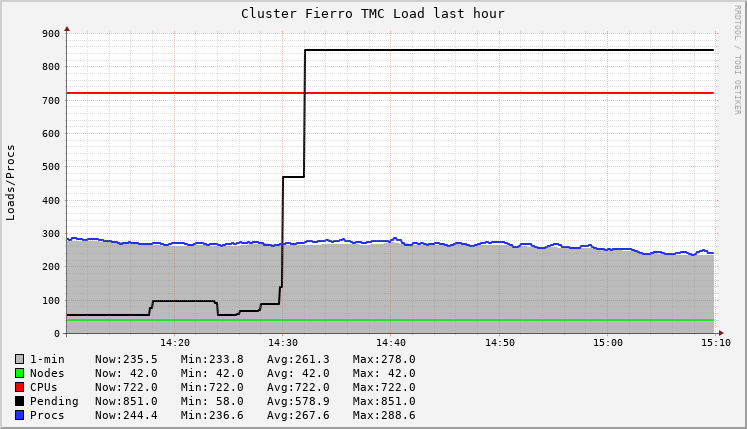 Cluster Fierro TMC Load last hour
RRDTOOL / TOBI OETIKER
Loads/Procs
900
800
700
600
500
400
300
200
100
0
14:20 14:30 14:40 14:50 15:00 15:10
1-min Now:235.5 Min:233.8 Avg:261.3 Max:278.0
Nodes Now: 42.0 Min: 42.0 Avg: 42.0 Max: 42.0
CPUs Now:722.0 Min:722.0 Avg:722.0 Max:722.0
Pending Now:851.0 Min: 58.0 Avg:578.9 Max:851.0
Procs Now:244.4 Min:236.6 Avg:267.6 Max:288.6